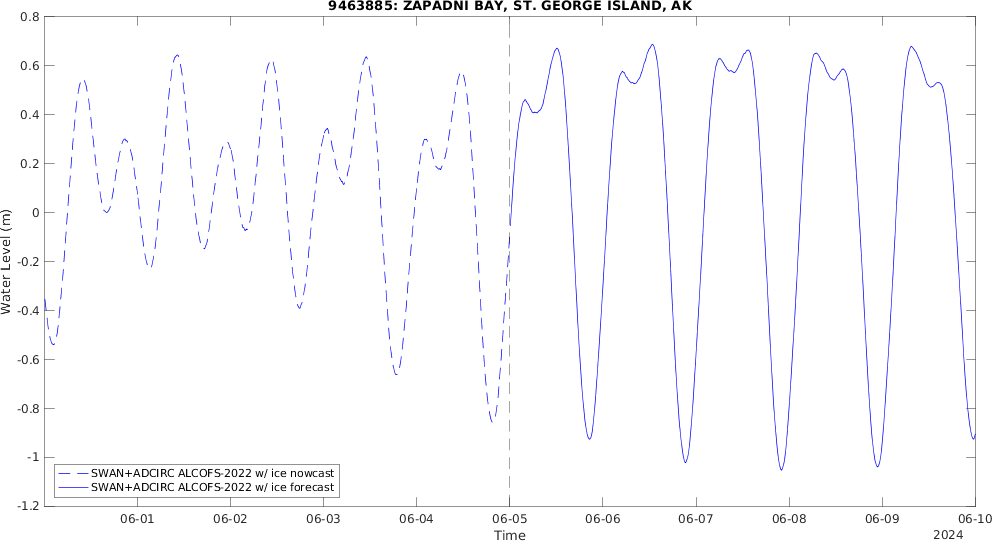 9463885: ZAPADNI BAY, ST. GEORGE ISLAND, AK
0.8
0.6
0.4
0.2
0
-0.2
-0.4
-0.6
-0.8
-1
-1.2
Water Level (m)
SWAN+ADCIRC ALCOFS-2022 w/ ice nowcast
SWAN+ADCIRC ALCOFS-2022 w/ ice forecast
06-01 06-02 06-03 06-04 06-05 06-06 06-07 06-08 06-09 06-10
Time
2024